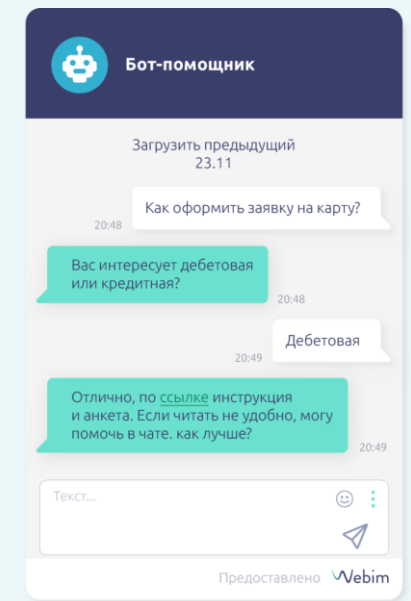 Бот-помощник
Загрузить предыдущий
23.11
Как оформить заявку на карту?
20:48
Вас интересует дебетовая
или кредитная?
20:48
Дебетовая
20:49
Отлично, по ссылке инструкция
и анкета. Если читать не удобно, могу
помочь в чате. как лучше?
20:49
Текст...
Предоставлено Webim